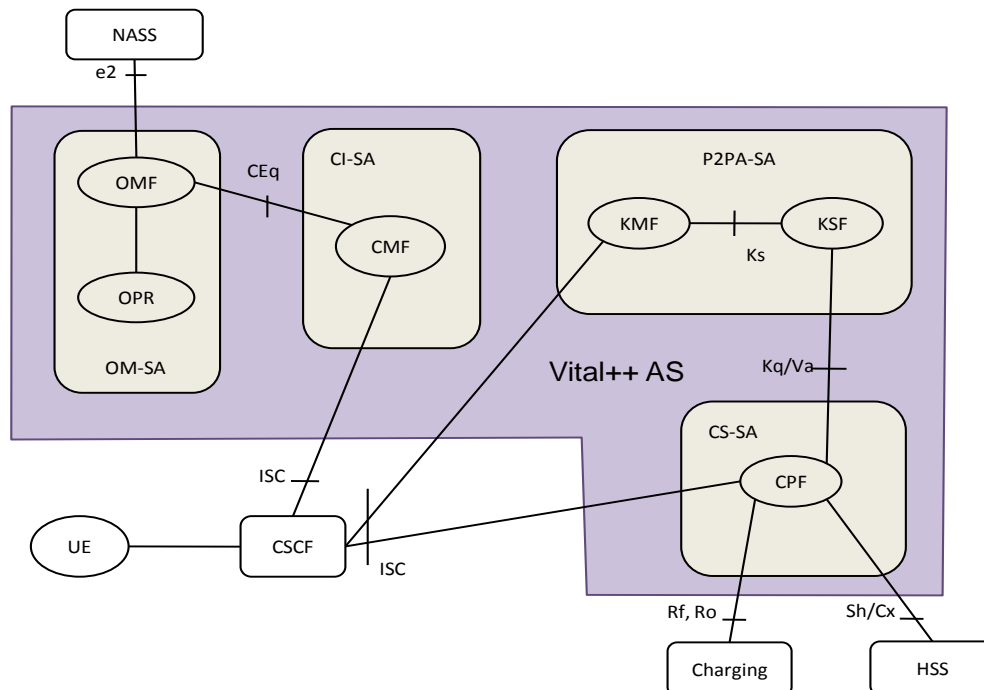 NASS
e2
CI-SA
P2PA-SA
OMF
CEq
KMF
KSF
CMF
Ks
OPR
OM-SA
Vital++ AS
Kq/Va
CS-SA
ISC
CPF
UE
CSCF
ISC
Rf, Ro
Sh/Cx
Charging
HSS